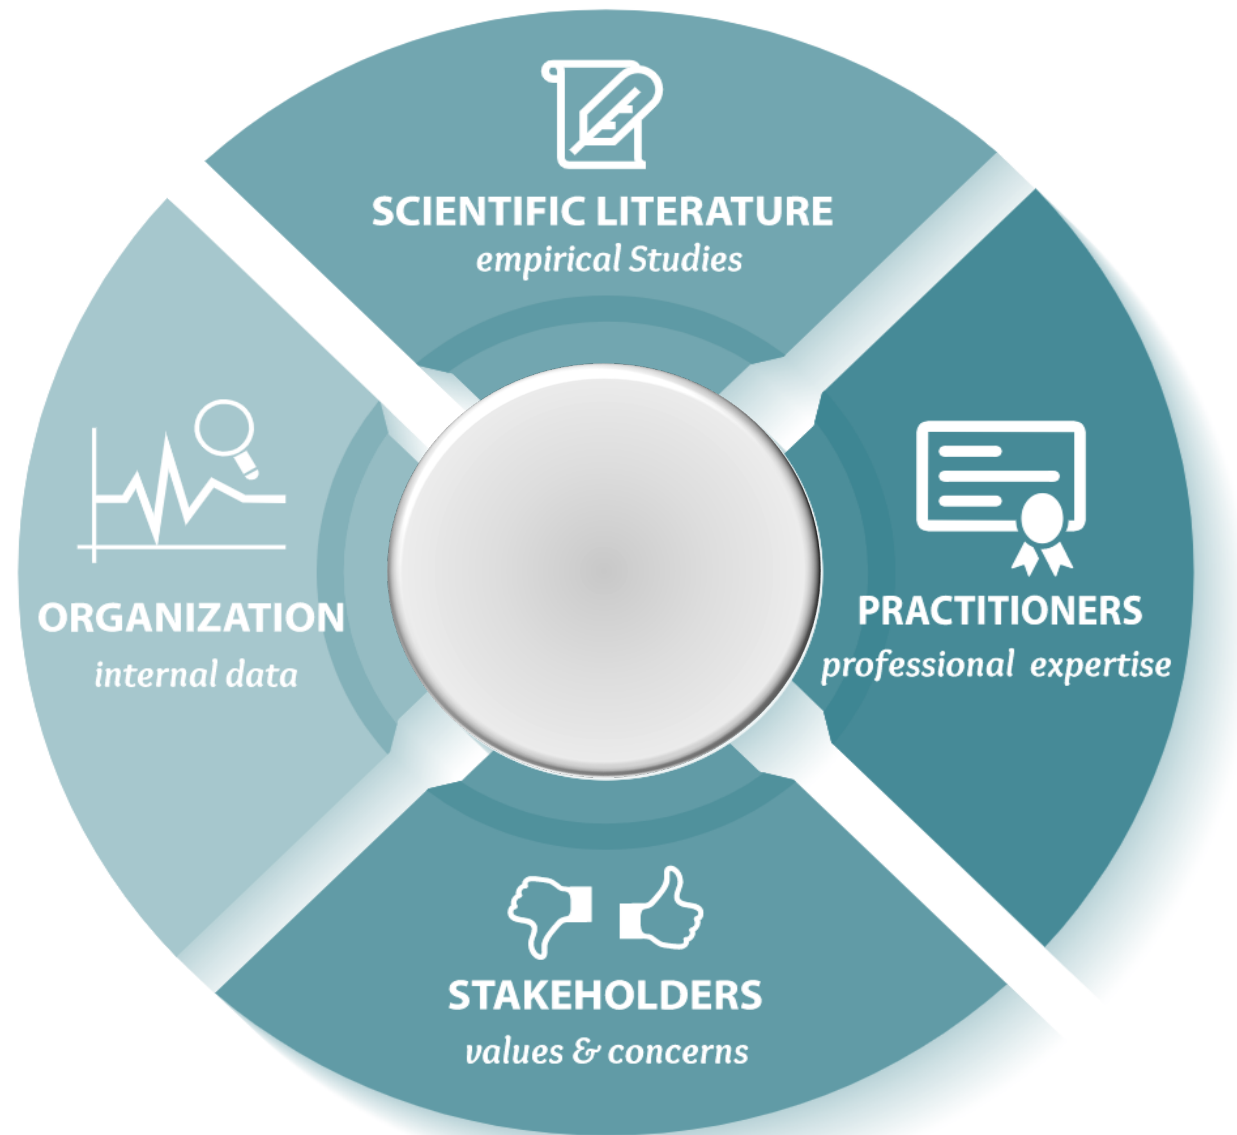 SCIENTIFIC LITERATURE
empirical Studies
ORGANIZATION
internal data
PRACTITIONERS
professional expertise
STAKEHOLDERS
values & concerns